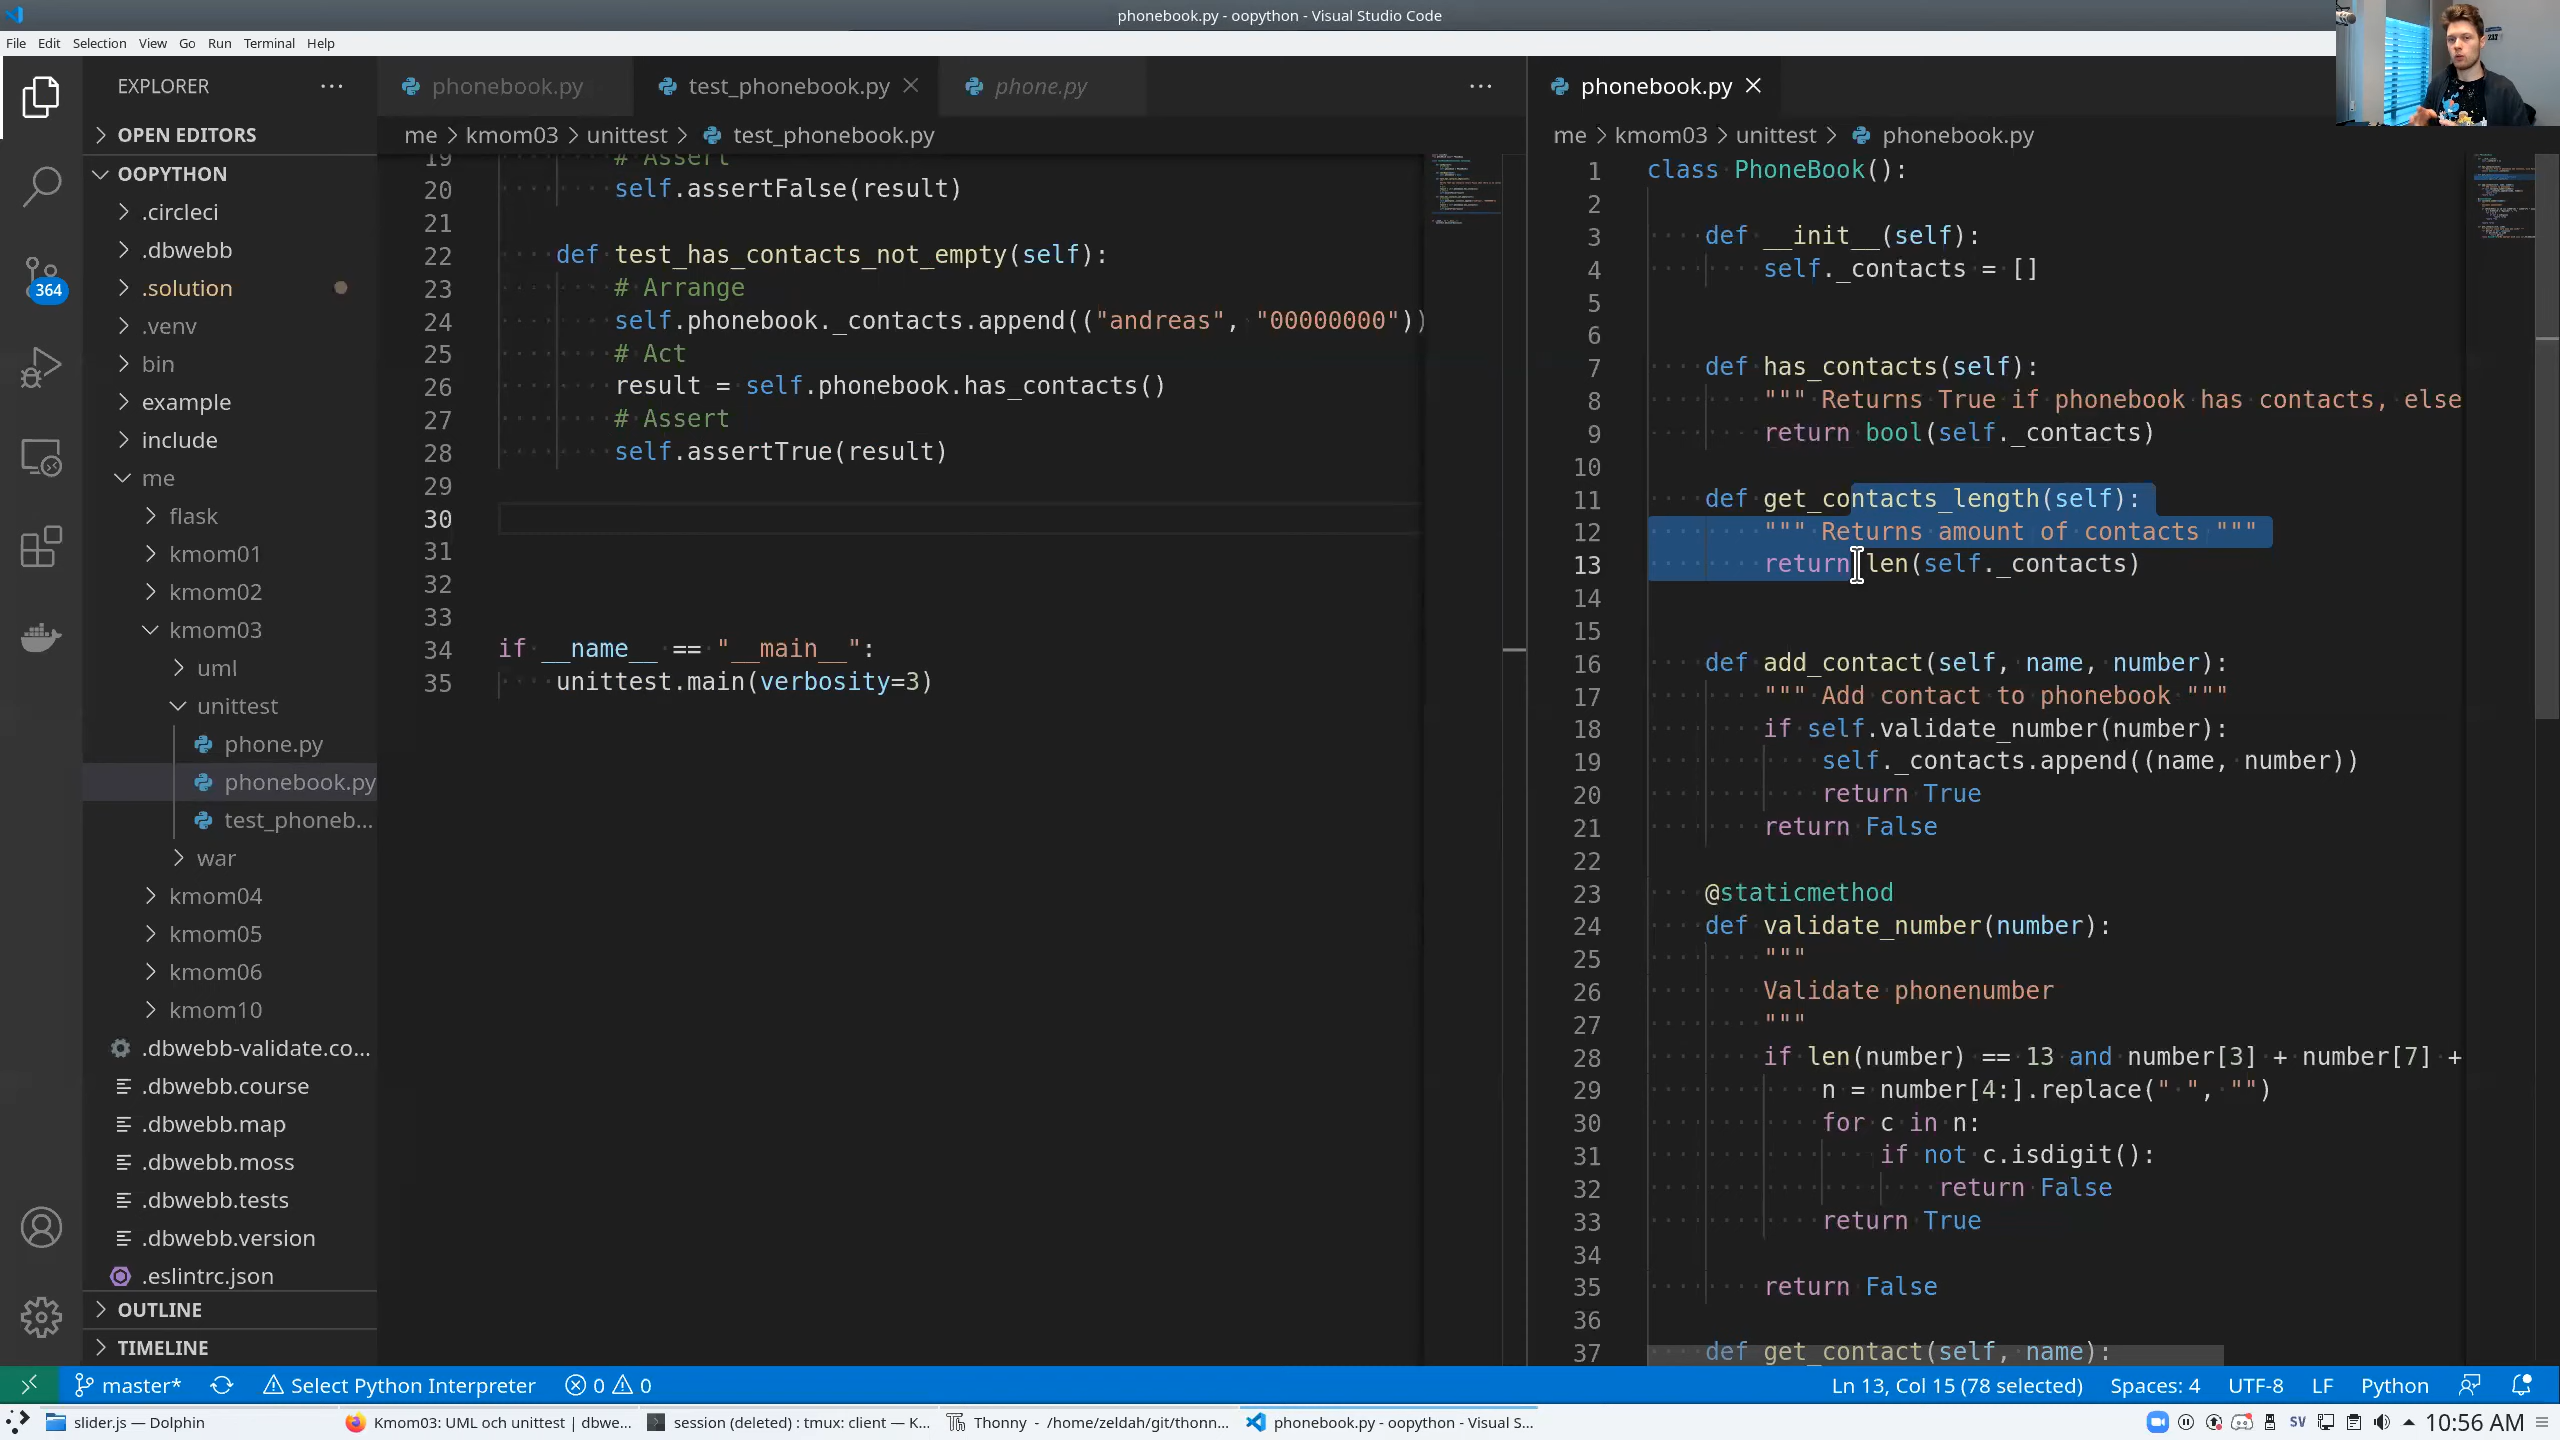 phonebook.py - oopython - Visual Studio Code
File Edit Selection View Go Run Terminal Help
EXPLORER
OPEN EDITORS
OOPYTHON
.circleci
.dbwebb
.solution
.venv
bin
example
include
me
flask
kmom01
kmom02
kmom03
uml
unittest
phone.py
phonebook.py
test_phoneb...
war
kmom04
kmom05
kmom06
kmom10
.dbwebb-validate.co...
.dbwebb.course
.dbwebb.map
.dbwebb.moss
.dbwebb.tests
.dbwebb.version
.eslintrc.json
OUTLINE
TIMELINE
364
phonebook.py test_phonebook.py phone.py
me > kmom03 > unittest > test_phonebook.py
19 # Assert
20 self.assertFalse(result)
21
22 def test_has_contacts_not_empty(self):
23 # Arrange
24 self.phonebook._contacts.append(("andreas", "00000000"))
25 # Act
26 result = self.phonebook.has_contacts()
27 # Assert
28 self.assertTrue(result)
29
30
31
32
33
34 if __name__ == "__main__":
35 unittest.main(verbosity=3)
phonebook.py
me > kmom03 > unittest > phonebook.py
1 class PhoneBook():
2
3 def __init__(self):
4 self._contacts = []
5
6
7 def has_contacts(self):
8 """ Returns True if phonebook has contacts, else
9 return bool(self._contacts)
10
11 def get_contacts_length(self):
12 """ Returns amount of contacts """
13 return len(self._contacts)
14
15
16 def add_contact(self, name, number):
17 """ Add contact to phonebook """
18 if self.validate_number(number):
19 self._contacts.append((name, number))
20 return True
21 return False
22
23 @staticmethod
24 def validate_number(number):
25 """
26 Validate phonenumber
27 """
28 if len(number) == 13 and number[3] + number[7] +
29 n = number[4:].replace(" ", "")
30 for c in n:
31 if not c.isdigit():
32 return False
33 return True
34
35 return False
36
37 def get_contact(self, name):
master* Select Python Interpreter 0 0 Ln 13, Col 15 (78 selected) Spaces: 4 UTF-8 LF Python
slider.js — Dolphin Kmom03: UML och unittest | dbwe... session (deleted) : tmux: client — K... Thonny - /home/zeldah/git/thonn... phonebook.py - oopython - Visual S... SV 10:56 AM